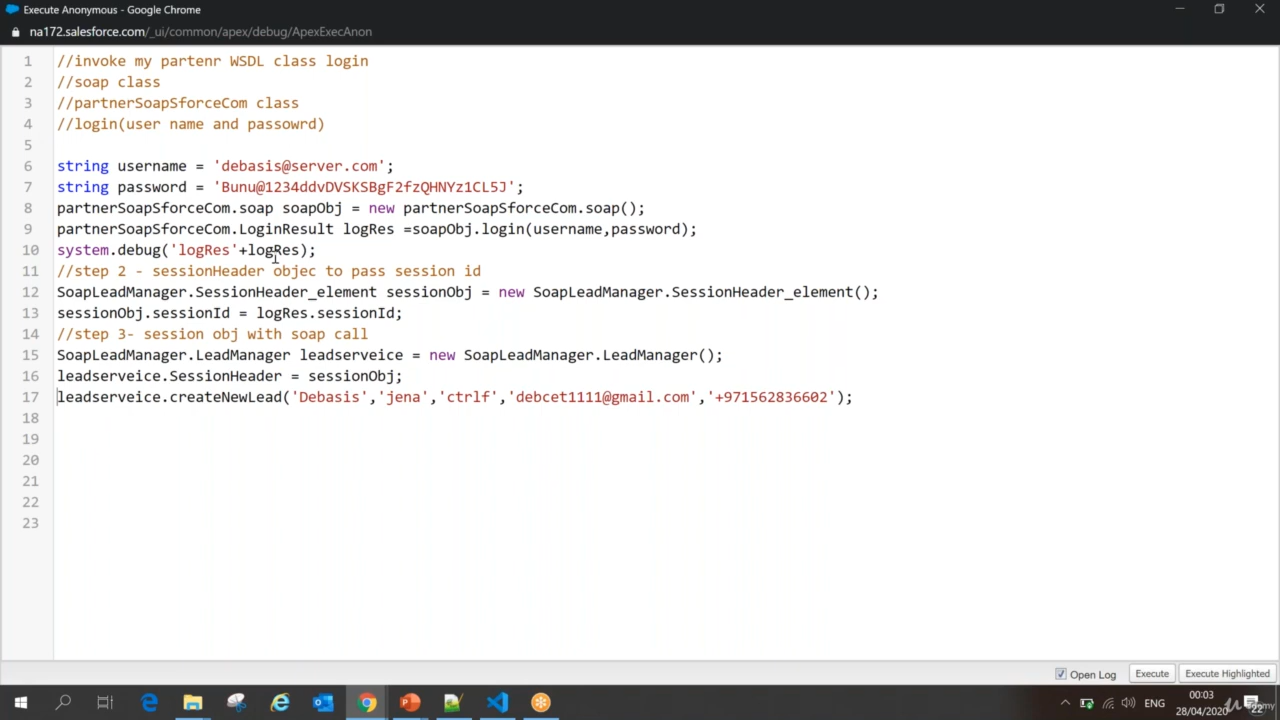 Execute Anonymous - Google Chrome
na172.salesforce.com/_ui/common/apex/debug/ApexExecAnon
1 //invoke my partenr WSDL class login
2 //soap class
3 //partnerSoapSforceCom class
4 //login(user name and passowrd)
5
6 string username = 'debasis@server.com';
7 string password = 'Bunu@1234ddvDVSKSBgF2fzQHNYz1CL5J';
8 partnerSoapSforceCom.soap soapObj = new partnerSoapSforceCom.soap();
9 partnerSoapSforceCom.LoginResult logRes =soapObj.login(username,password);
10 system.debug('logRes'+logRes);
11 //step 2 - sessionHeader objec to pass session id
12 SoapLeadManager.SessionHeader_element sessionObj = new SoapLeadManager.SessionHeader_element();
13 sessionObj.sessionId = logRes.sessionId;
14 //step 3- session obj with soap call
15 SoapLeadManager.LeadManager leadserveice = new SoapLeadManager.LeadManager();
16 leadserveice.SessionHeader = sessionObj;
17 leadserveice.createNewLead('Debasis','jena','ctrlf','debcet1111@gmail.com','+971562836602');
18
19
20
21
22
23
Open Log Execute Execute Highlighted
ENG
00:03
28/04/2020
22